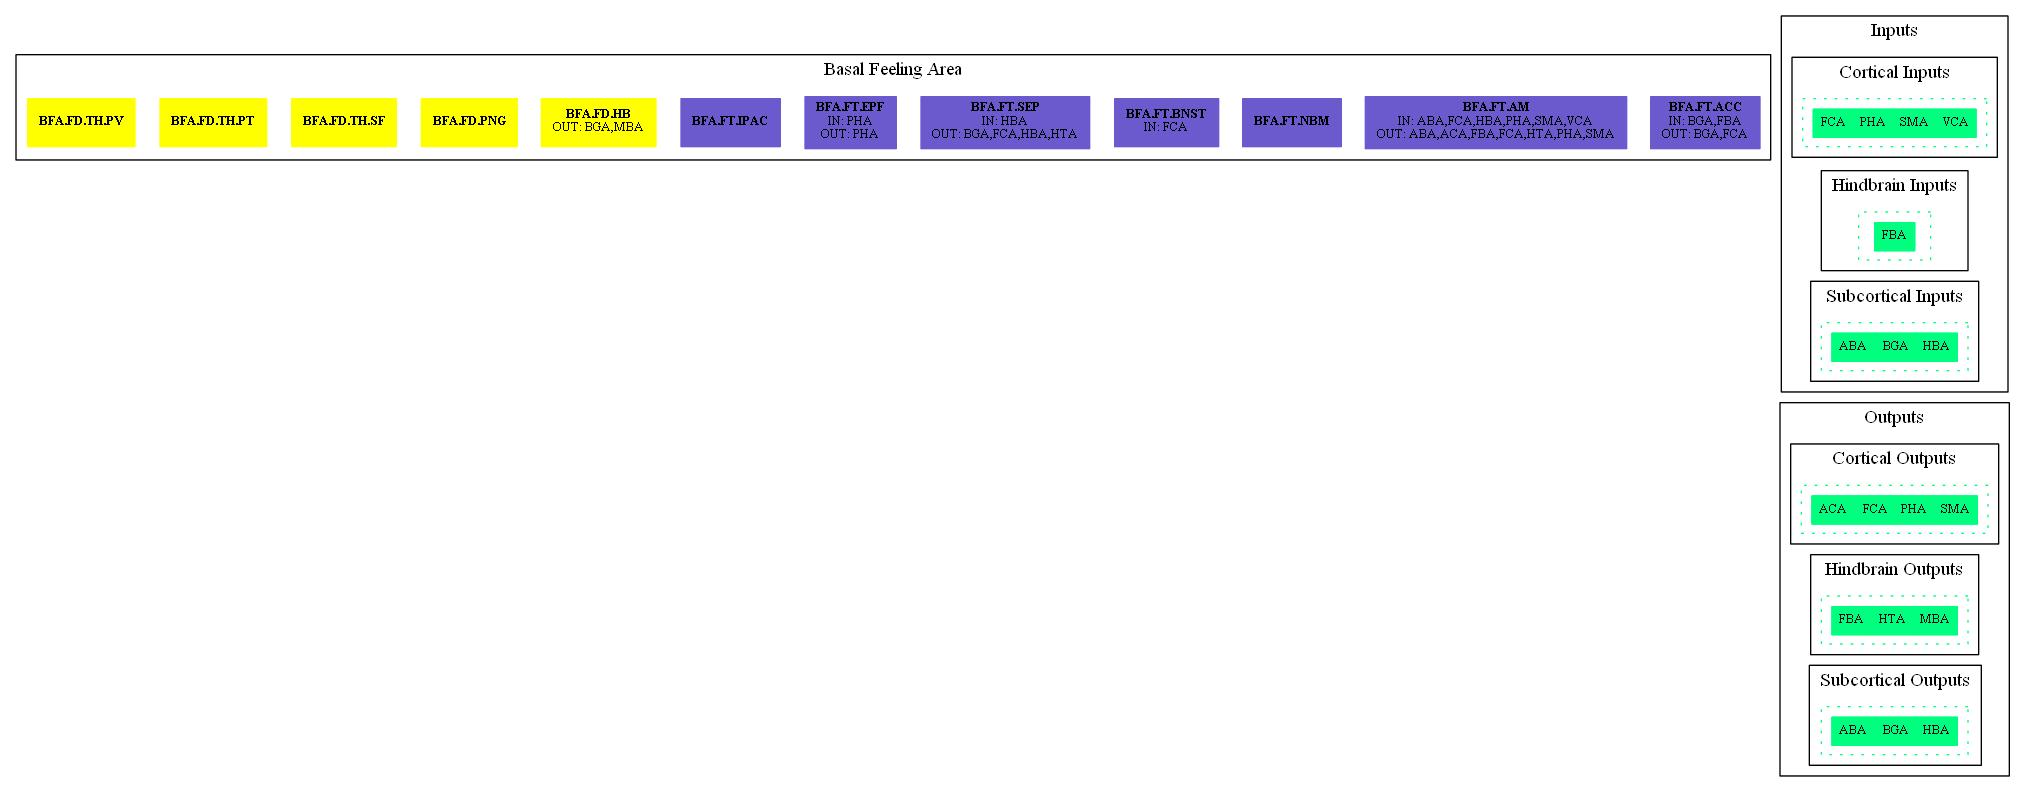 Basal Feeling Area
BFA.FD.TH.PV
BFA.FD.TH.PT
BFA.FD.TH.SF
BFA.FD.PNG
BFA.FD.HB
OUT: BGA,MBA
BFA.FT.IPAC
BFA.FT.EPF
IN: PHA
OUT: PHA
BFA.FT.SEP
IN: HBA
OUT: BGA,FCA,HBA,HTA
BFA.FT.BNST
IN: FCA
BFA.FT.NBM
BFA.FT.AM
IN: ABA,FCA,HBA,PHA,SMA,VCA
OUT: ABA,ACA,FBA,FCA,HTA,PHA,SMA
BFA.FT.ACC
IN: BGA,FBA
OUT: BGA,FCA
Inputs
Cortical Inputs
FCA PHA SMA VCA
Hindbrain Inputs
FBA
Subcortical Inputs
ABA BGA HBA
Outputs
Cortical Outputs
ACA FCA PHA SMA
Hindbrain Outputs
FBA HTA MBA
Subcortical Outputs
ABA BGA HBA